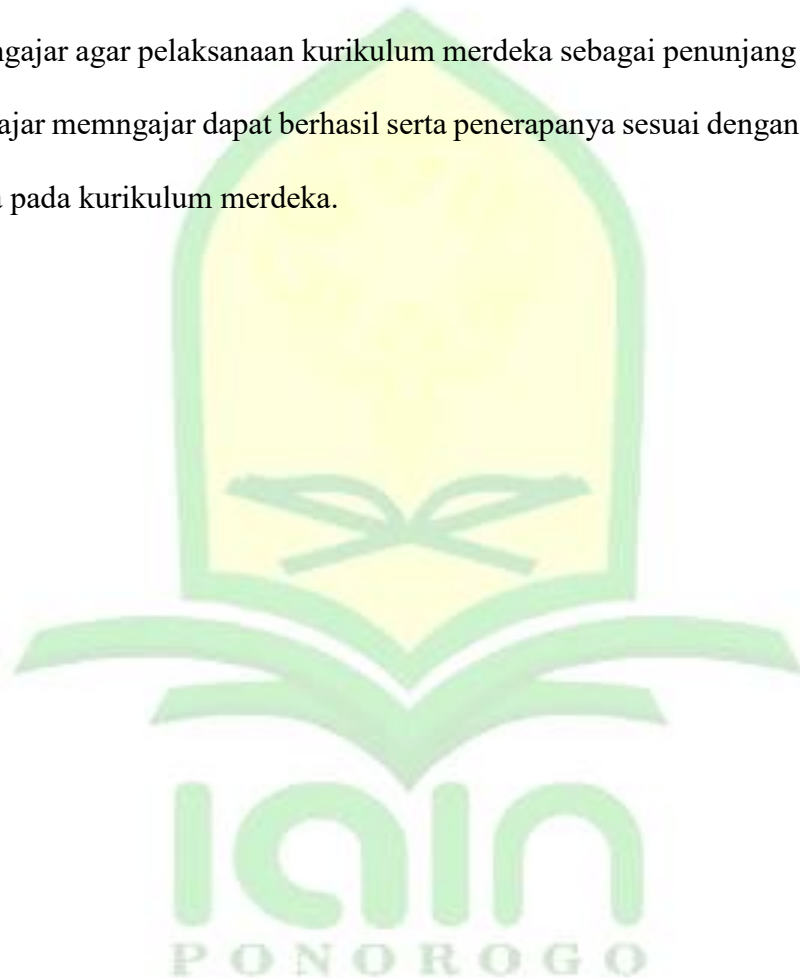 ngajar agar pelaksanaan kurikulum merdeka sebagai penunjang
ajar memngajar dapat berhasil serta penerapanya sesuai dengan
pada kurikulum merdeka.
iain
PONOROGO